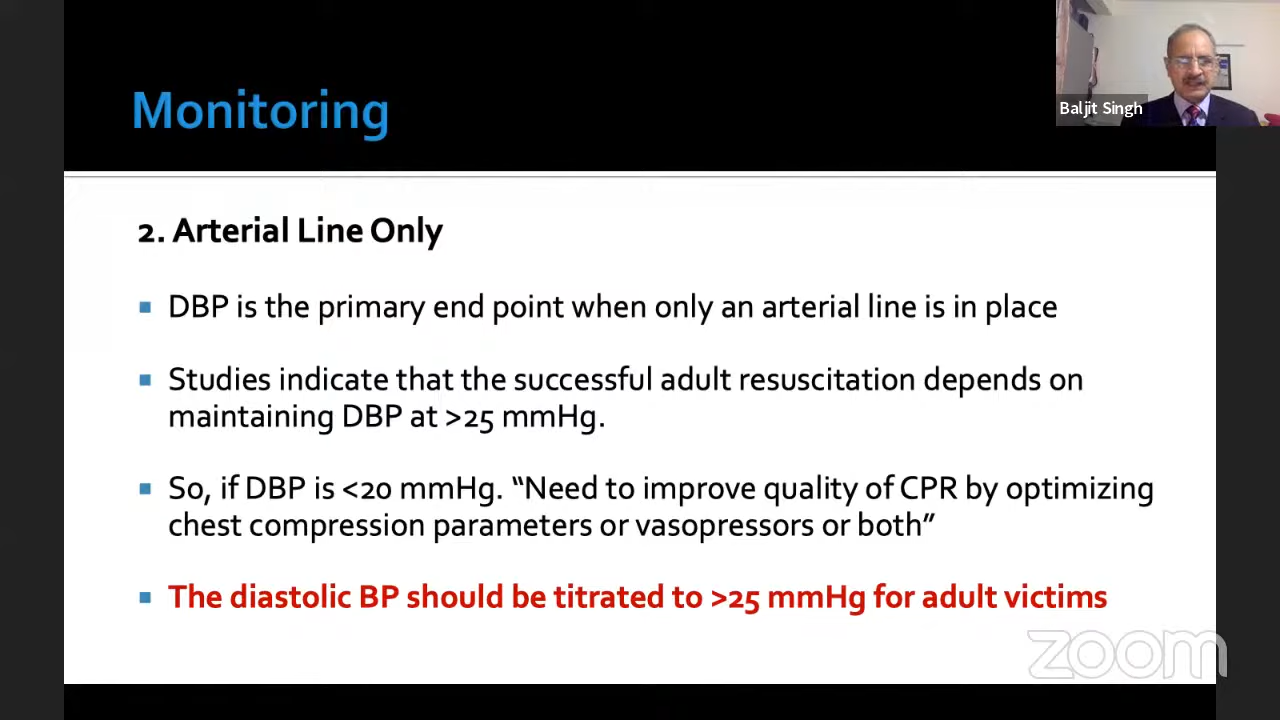 Monitoring
Baljit Singh
2. Arterial Line Only
▪ DBP is the primary end point when only an arterial line is in place
▪ Studies indicate that the successful adult resuscitation depends on
maintaining DBP at >25 mmHg.
▪ So, if DBP is <20 mmHg. “Need to improve quality of CPR by optimizing
chest compression parameters or vasopressors or both”
▪ The diastolic BP should be titrated to >25 mmHg for adult victims
zoom